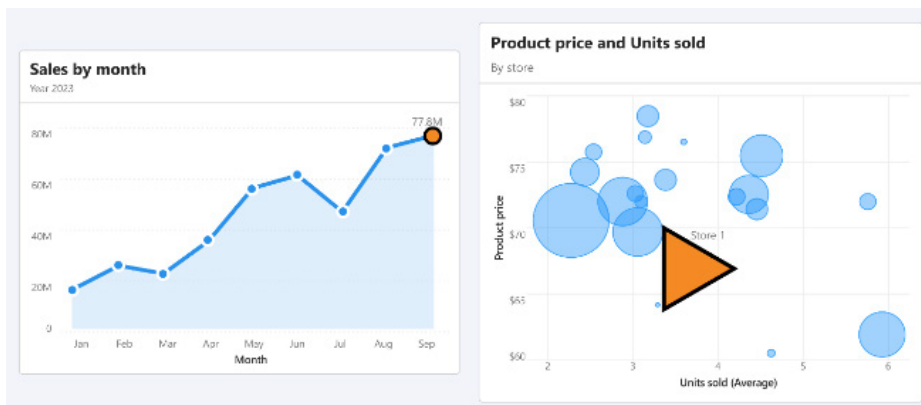 Sales by month
Year 2023
80M
60M
40M
20M
0
77.8M
Jan Feb Mar Apr May Jun Jul Aug Sep
Month
Product price and Units sold
By store
Product price
$80
$75
$70
$65
$60
Store 1
2 3 4 5 6
Units sold (Average)